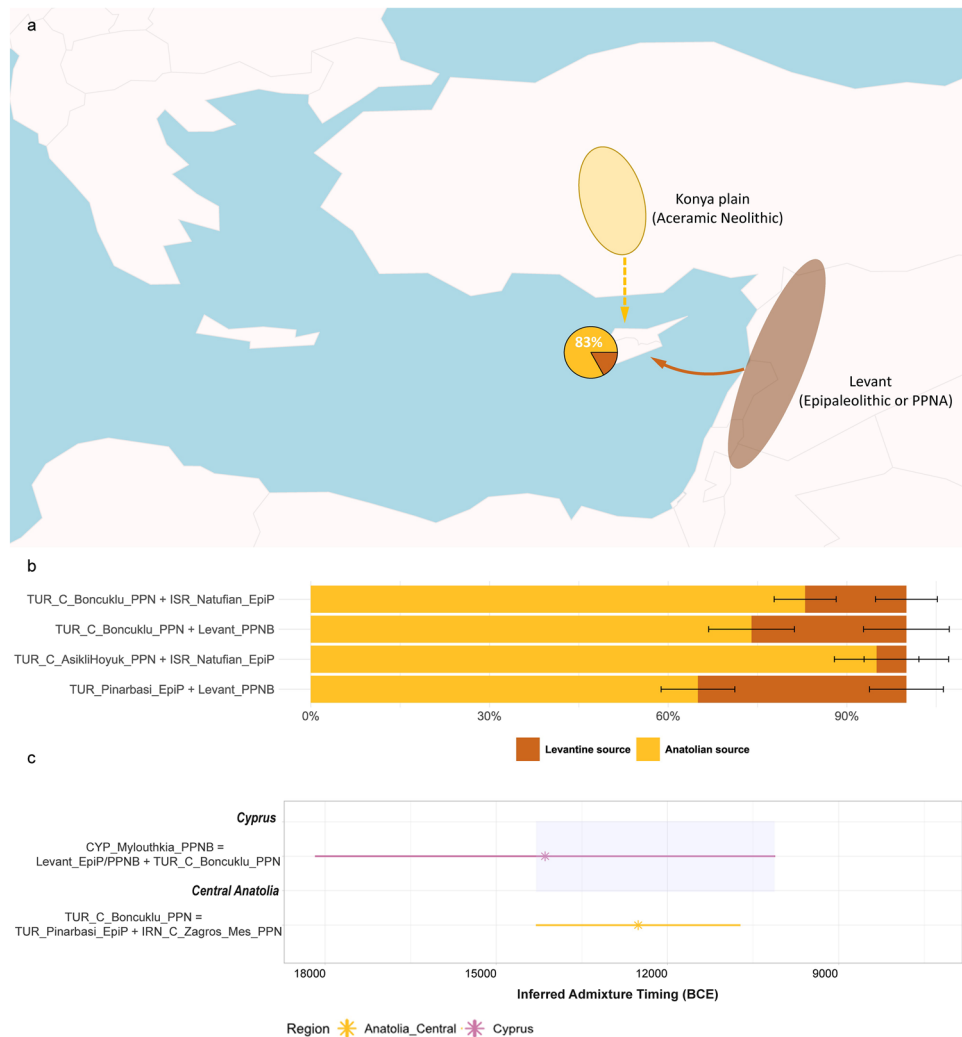 a
Konya plain
(Aceramic Neolithic)
83%
Levant
(Epipaleolithic or PPNA)
b
TUR_C_Boncuklu_PPN + ISR_Natufian_EpiP
TUR_C_Boncuklu_PPN + Levant_PPNB
TUR_C_AsikliHoyuk_PPN + ISR_Natufian_EpiP
TUR_Pinarbasi_EpiP + Levant_PPNB
0% 30% 60% 90%
Levantine source Anatolian source
c
Cyprus
CYP_Mylouthkia_PPNB =
Levant_EpiP/PPNB + TUR_C_Boncuklu_PPN
Central Anatolia
TUR_C_Boncuklu_PPN =
TUR_Pinarbasi_EpiP + IRN_C_Zagros_Mes_PPN
18000 15000 12000 9000
Inferred Admixture Timing (BCE)
Region Anatolia_Central Cyprus